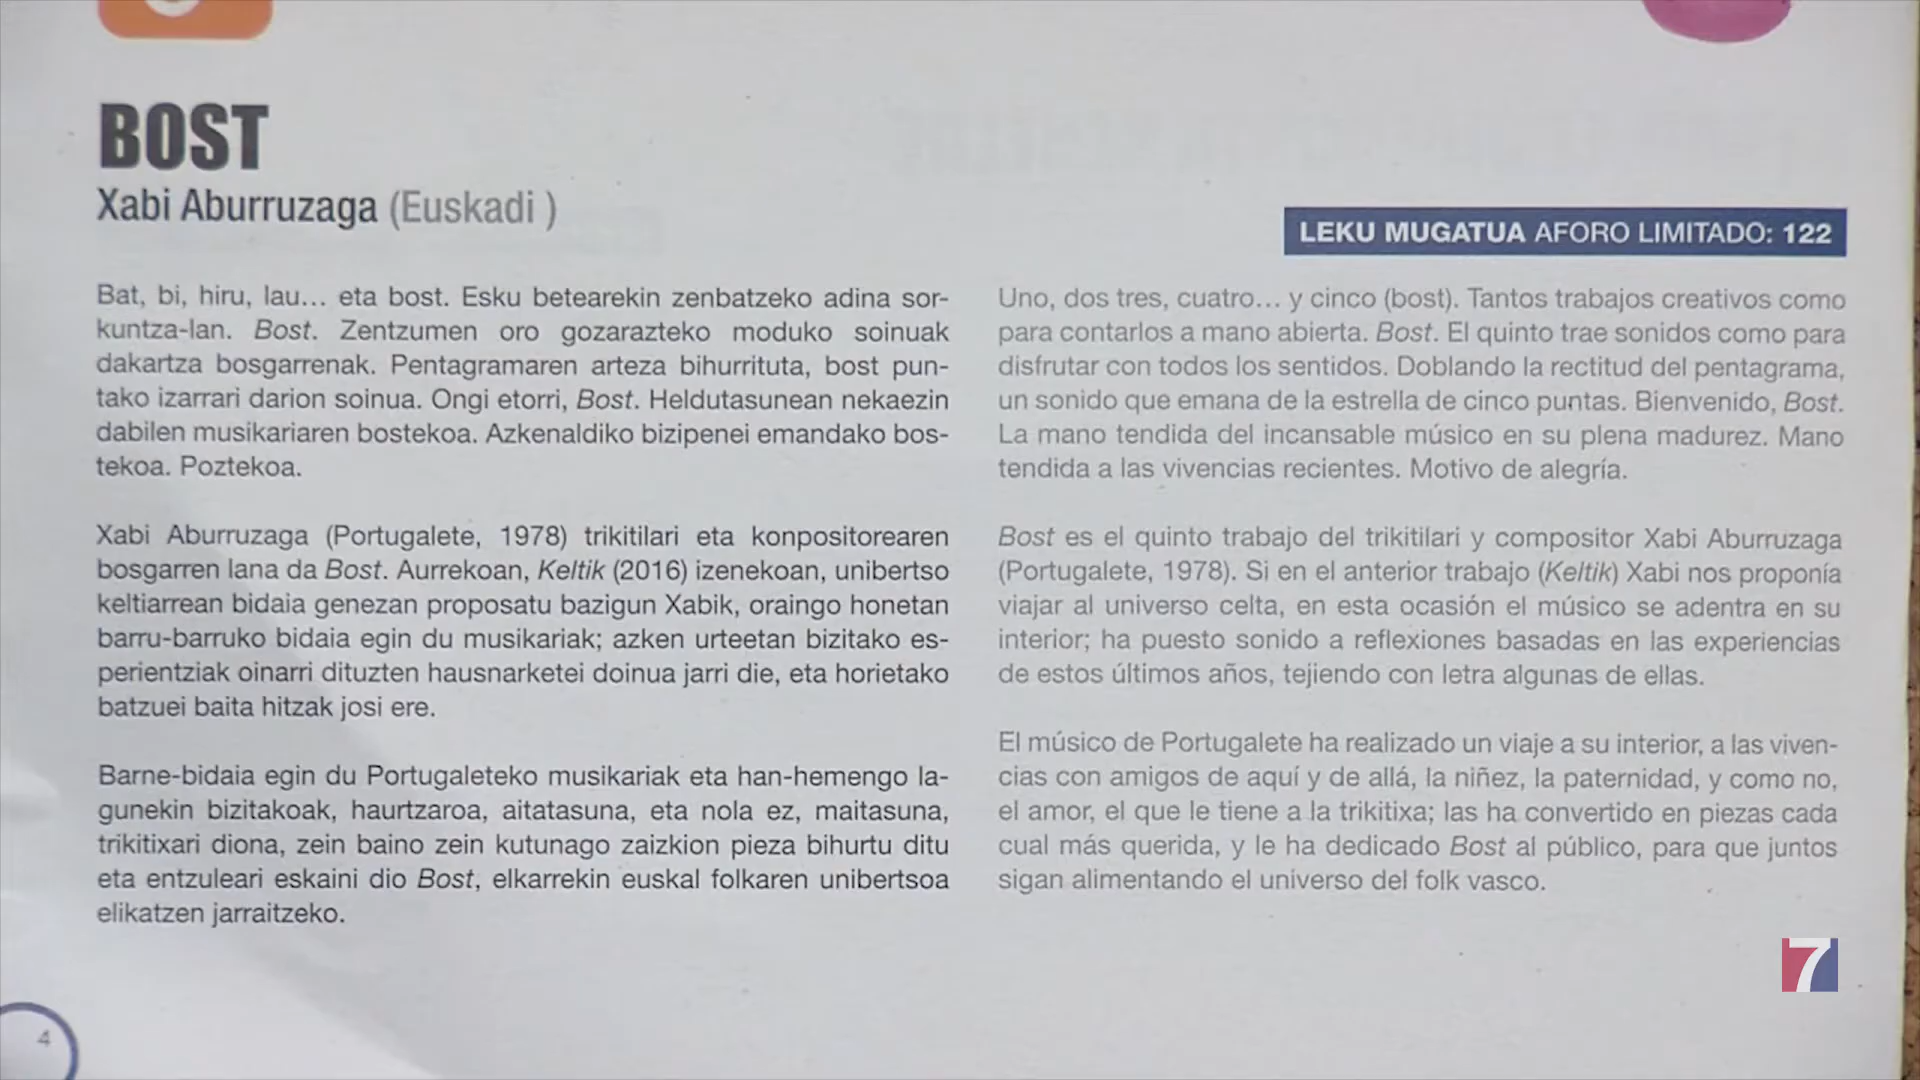 BOST
Xabi Aburruzaga (Euskadi )
LEKU MUGATUA AFORO LIMITADO: 122
Bat, bi, hiru, lau... eta bost. Esku betearekin zenbatzeko adina sor-
kuntza-lan. Bost. Zentzumen oro gozarazteko moduko soinuak
dakartza bosgarrenak. Pentagramaren arteza bihurrituta, bost pun-
tako izarrari darion soinua. Ongi etorri, Bost. Heldutasunean nekaezin
dabilen musikariaren bostekoa. Azkenaldiko bizipenei emandako bos-
tekoa. Poztekoa.
Xabi Aburruzaga (Portugalete, 1978) trikitilari eta konpositorearen
bosgarren lana da Bost. Aurrekoan, Keltik (2016) izenekoan, unibertso
keltiarrean bidaia genezan proposatu bazigun Xabik, oraingo honetan
barru-barruko bidaia egin du musikariak; azken urteetan bizitako es-
perientziak oinarri dituzten hausnarketei doinua jarri die, eta horietako
batzuei baita hitzak josi ere.
Barne-bidaia egin du Portugaleteko musikariak eta han-hemengo la-
gunekin bizitakoak, haurtzaroa, aitatasuna, eta nola ez, maitasuna,
trikitixari diona, zein baino zein kutunago zaizkion pieza bihurtu ditu
eta entzuleari eskaini dio Bost, elkarrekin euskal folkaren unibertsoa
elikatzen jarraitzeko.
Uno, dos tres, cuatro... y cinco (bost). Tantos trabajos creativos como
para contarlos a mano abierta. Bost. El quinto trae sonidos como para
disfrutar con todos los sentidos. Doblando la rectitud del pentagrama,
un sonido que emana de la estrella de cinco puntas. Bienvenido, Bost.
La mano tendida del incansable músico en su plena madurez. Mano
tendida a las vivencias recientes. Motivo de alegría.
Bost es el quinto trabajo del trikitilari y compositor Xabi Aburruzaga
(Portugalete, 1978). Si en el anterior trabajo (Keltik) Xabi nos proponía
viajar al universo celta, en esta ocasión el músico se adentra en su
interior; ha puesto sonido a reflexiones basadas en las experiencias
de estos últimos años, tejiendo con letra algunas de ellas.
El músico de Portugalete ha realizado un viaje a su interior, a las viven-
cias con amigos de aquí y de allá, la niñez, la paternidad, y como no,
el amor, el que le tiene a la trikitixa; las ha convertido en piezas cada
cual más querida, y le ha dedicado Bost al público, para que juntos
sigan alimentando el universo del folk vasco.
7
4